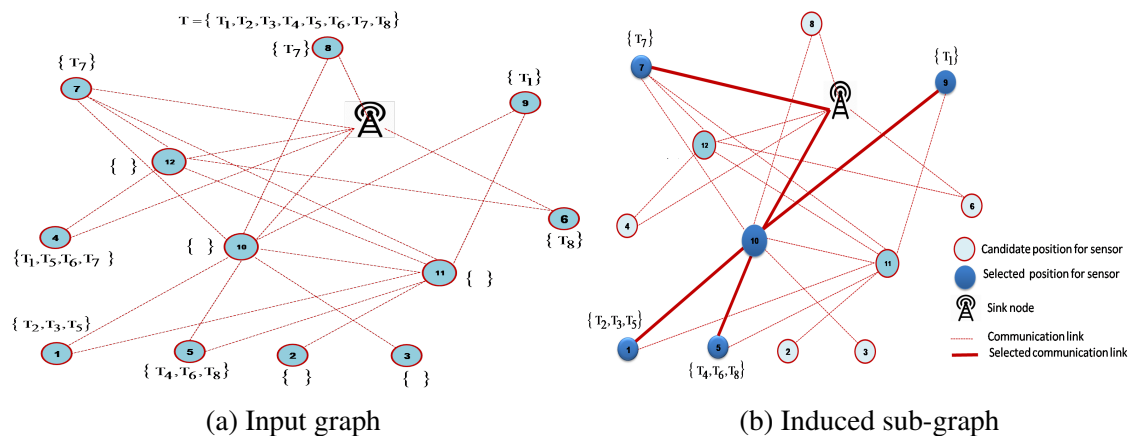 T = { T1, T2, T3, T4, T5, T6, T7, T8}
{ T7}
8
{ T7}
7
{ T1}
9
{ }
12
4
{T1, T5, T6, T7 }
{ }
10
6
{ T8}
11
{ }
{ T2, T3, T5}
1
5
2
3
{ T4, T6, T8}
{ }
{ }
(a) Input graph
8
{ T7}
7
{ T1}
9
12
4
6
10
11
{ T2, T3, T5}
1
5
2
3
{T4, T6, T8}
Candidate position for sensor
Selected position for sensor
Sink node
Communication link
Selected communication link
(b) Induced sub-graph